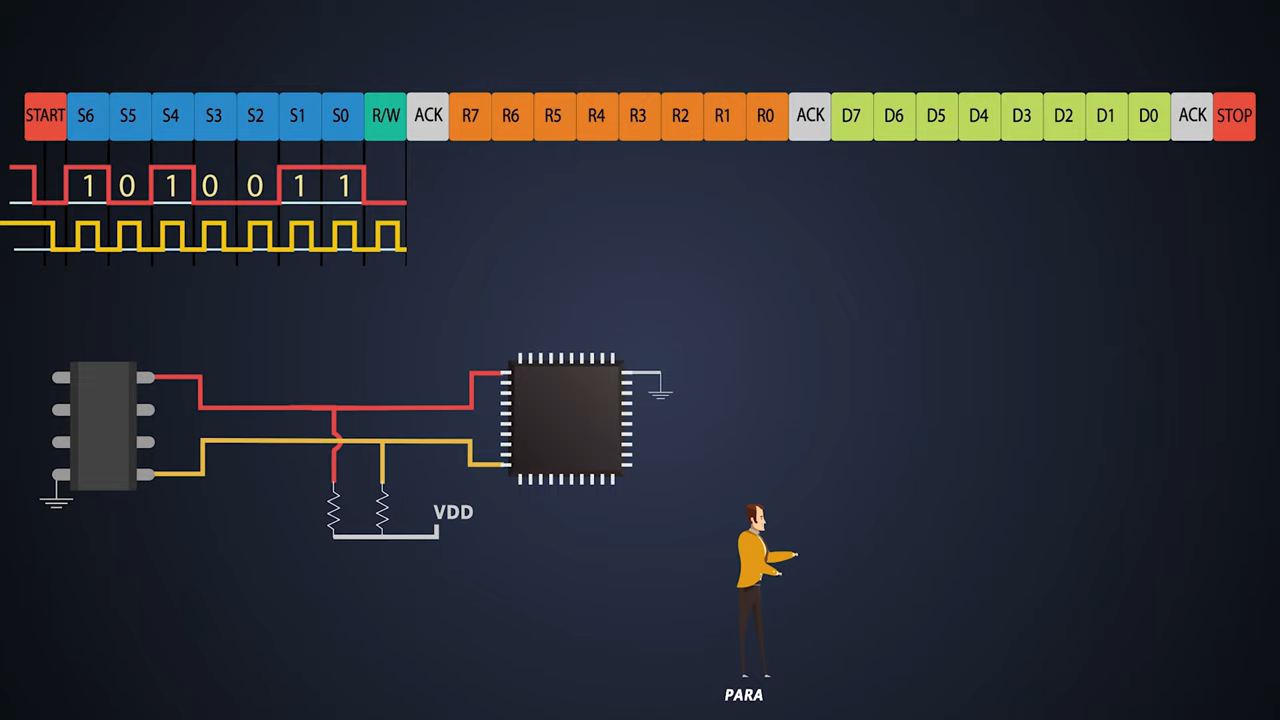 START S6 S5 S4 S3 S2 S1 S0 R/W ACK R7 R6 R5 R4 R3 R2 R1 R0 ACK D7 D6 D5 D4 D3 D2 D1 D0 ACK STOP
1 0 1 0 0 1 1
VDD
PARA